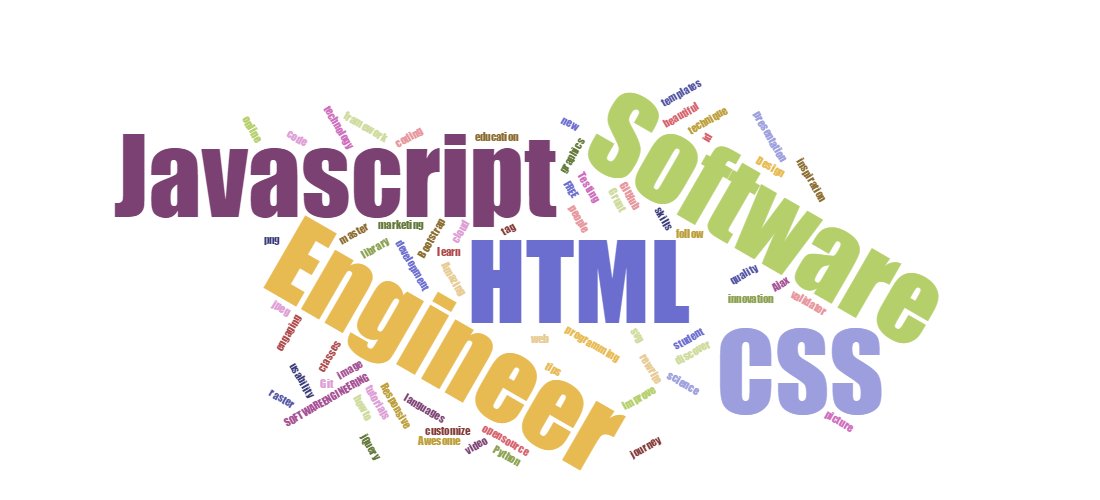 templates
beautiful
technique
hi
presentation
online
code
technology
framework
coding
education
new
graphics
Software
Javascript
Design
inspiration
FREE
Testing
GitHub
Grunt
people
skills
follow
png
master
marketing
library
Bootstrap
cloud
tag
development
learn
Amazing
Engineer
HTML
quality
Ajax
innovation
validator
jpeg
engaging
classes
web
programming
svg
student
discover
CSS
usability
Git
image
tips
rewrite
science
raster
SOFTWAREENGINEERING
howto
tutorials
Responsive
languages
improve
picture
jquery
customize
Awesome
video
opensource
Python
journey